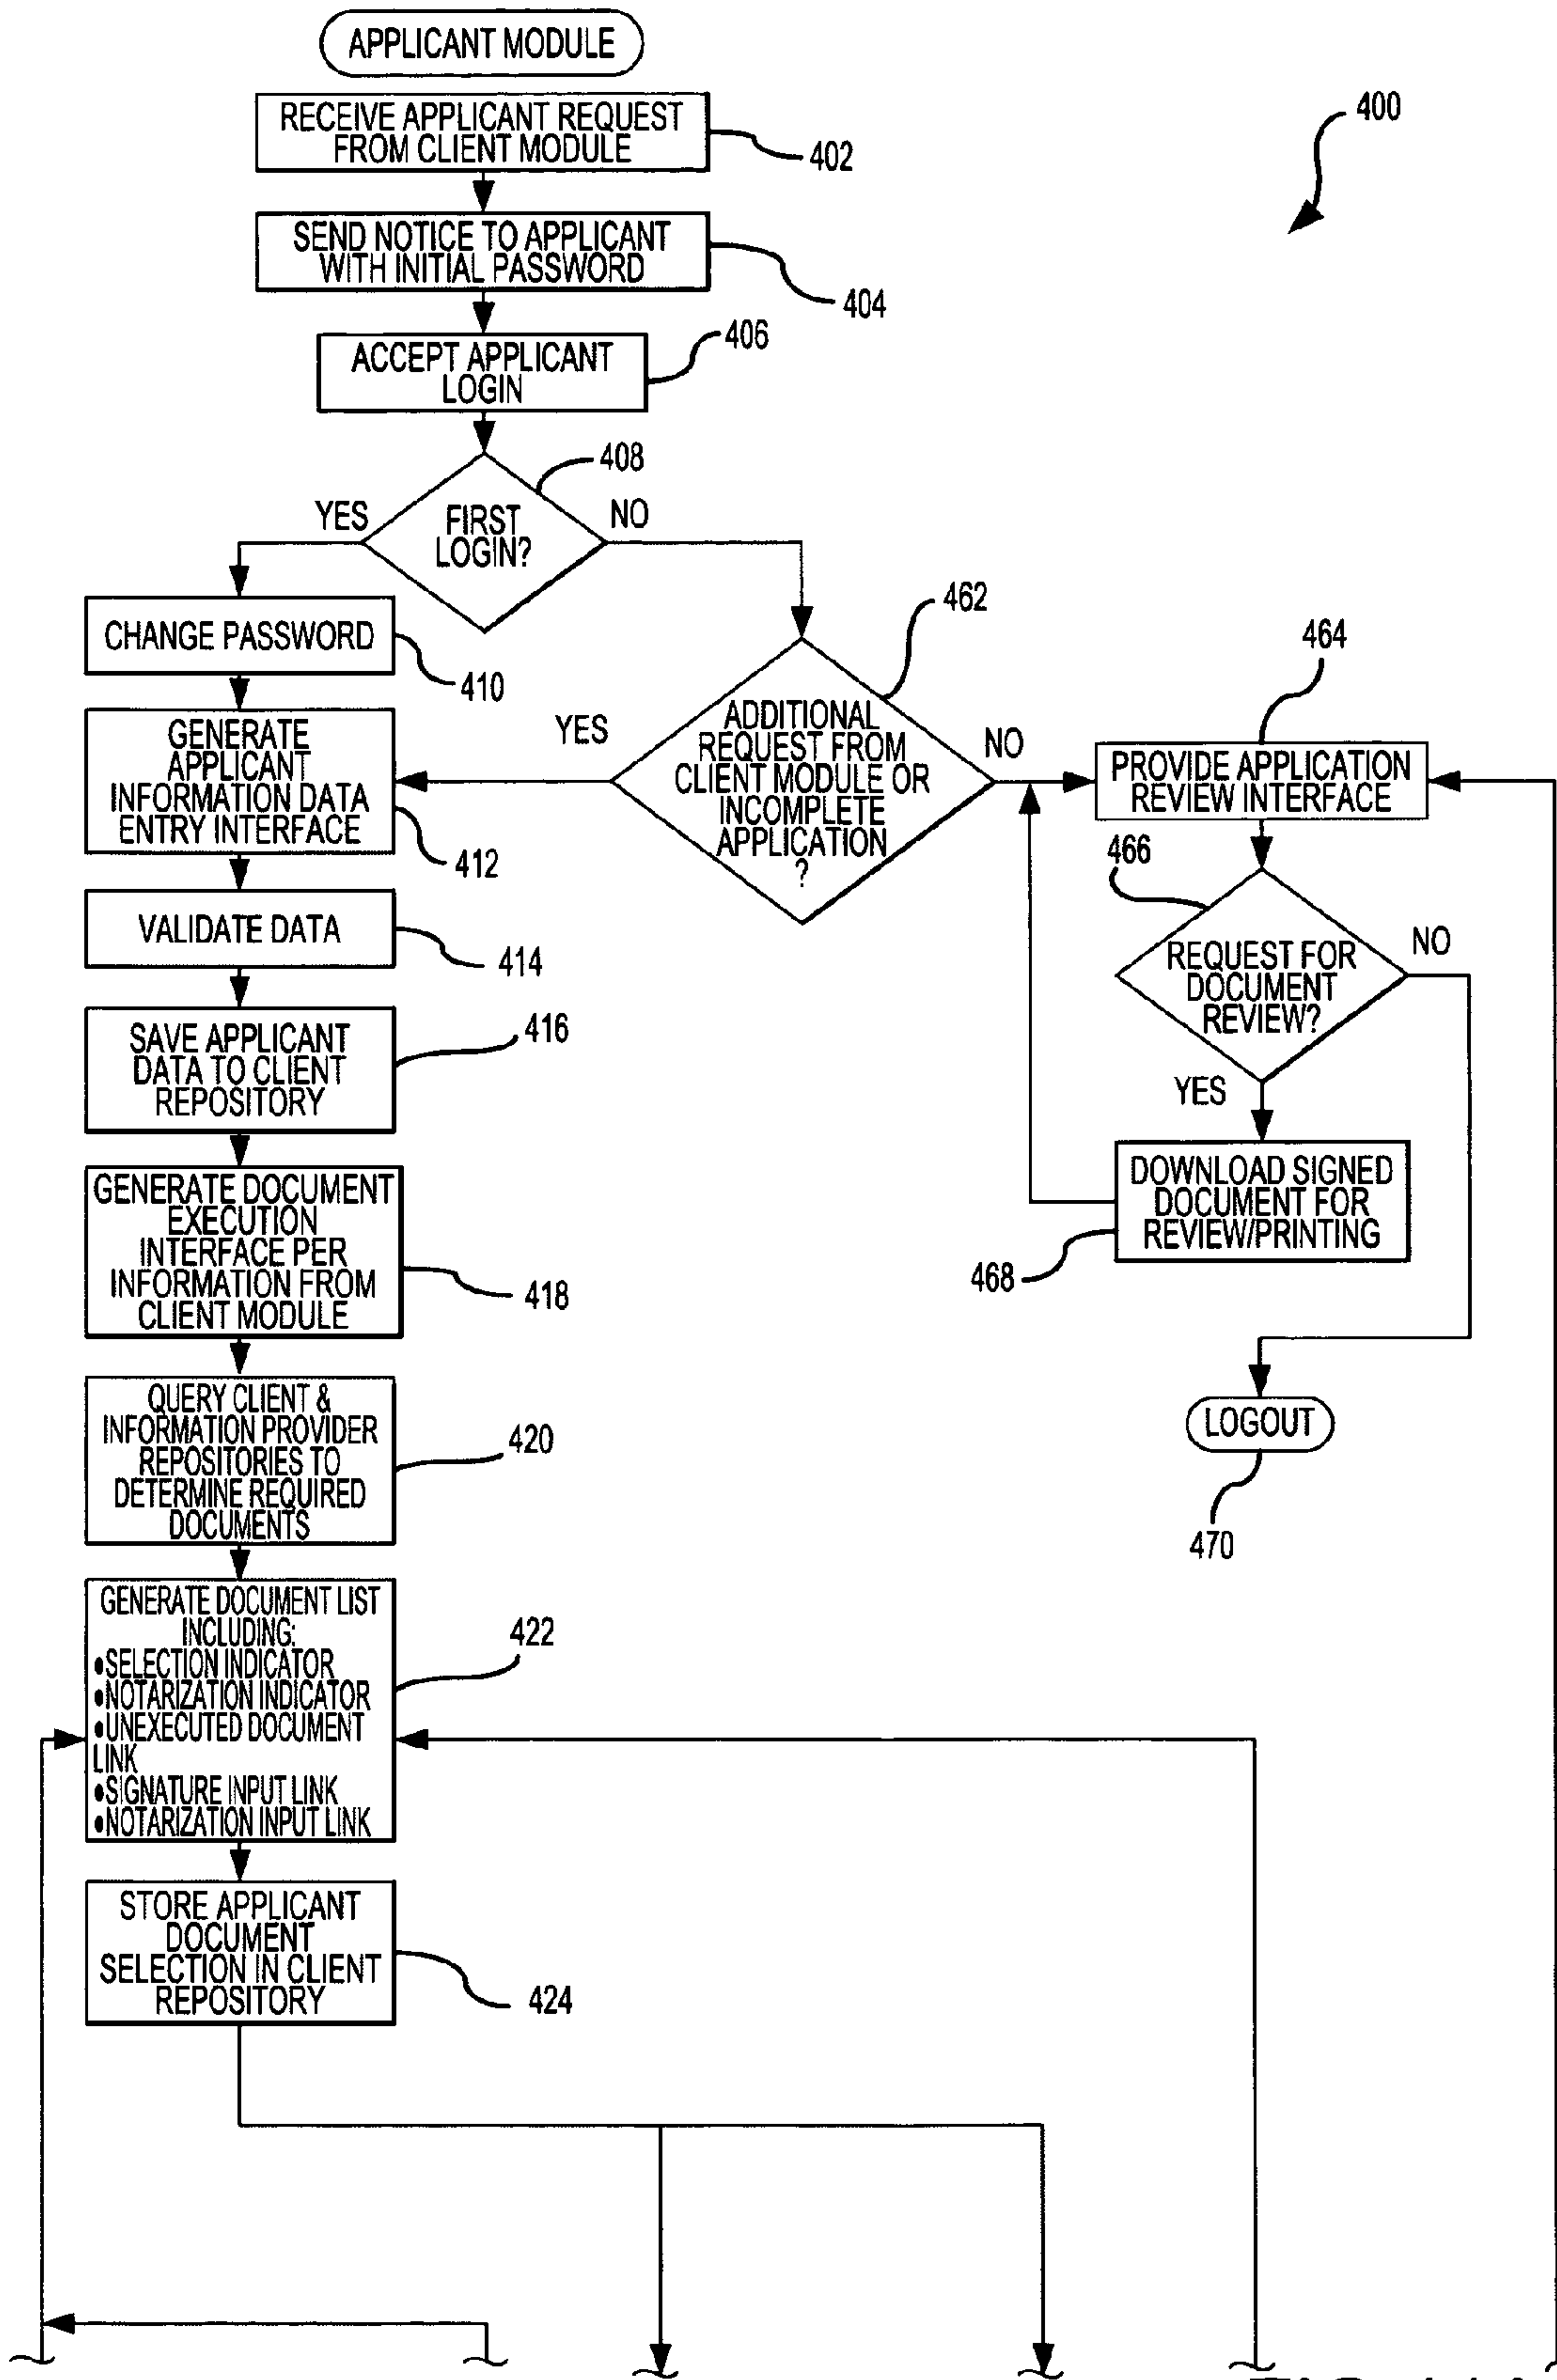 APPLICANT MODULE
RECEIVE APPLICANT REQUEST
FROM CLIENT MODULE
402
400
SEND NOTICE TO APPLICANT
WITH INITIAL PASSWORD
404
ACCEPT APPLICANT
LOGIN
406
408
FIRST
LOGIN?
YES
NO
CHANGE PASSWORD
410
GENERATE
APPLICANT
INFORMATION DATA
ENTRY INTERFACE
412
462
ADDITIONAL
REQUEST FROM
CLIENT MODULE OR
INCOMPLETE
APPLICATION
?
YES
NO
464
PROVIDE APPLICATION
REVIEW INTERFACE
466
REQUEST FOR
DOCUMENT
REVIEW?
NO
YES
DOWNLOAD SIGNED
DOCUMENT FOR
REVIEW/PRINTING
468
LOGOUT
470
VALIDATE DATA
414
SAVE APPLICANT
DATA TO CLIENT
REPOSITORY
416
GENERATE DOCUMENT
EXECUTION
INTERFACE PER
INFORMATION FROM
CLIENT MODULE
418
QUERY CLIENT &
INFORMATION PROVIDER
REPOSITORIES TO
DETERMINE REQUIRED
DOCUMENTS
420
GENERATE DOCUMENT LIST
INCLUDING:
•SELECTION INDICATOR
•NOTARIZATION INDICATOR
•UNEXECUTED DOCUMENT
LINK
•SIGNATURE INPUT LINK
•NOTARIZATION INPUT LINK
422
STORE APPLICANT
DOCUMENT
SELECTION IN CLIENT
REPOSITORY
424